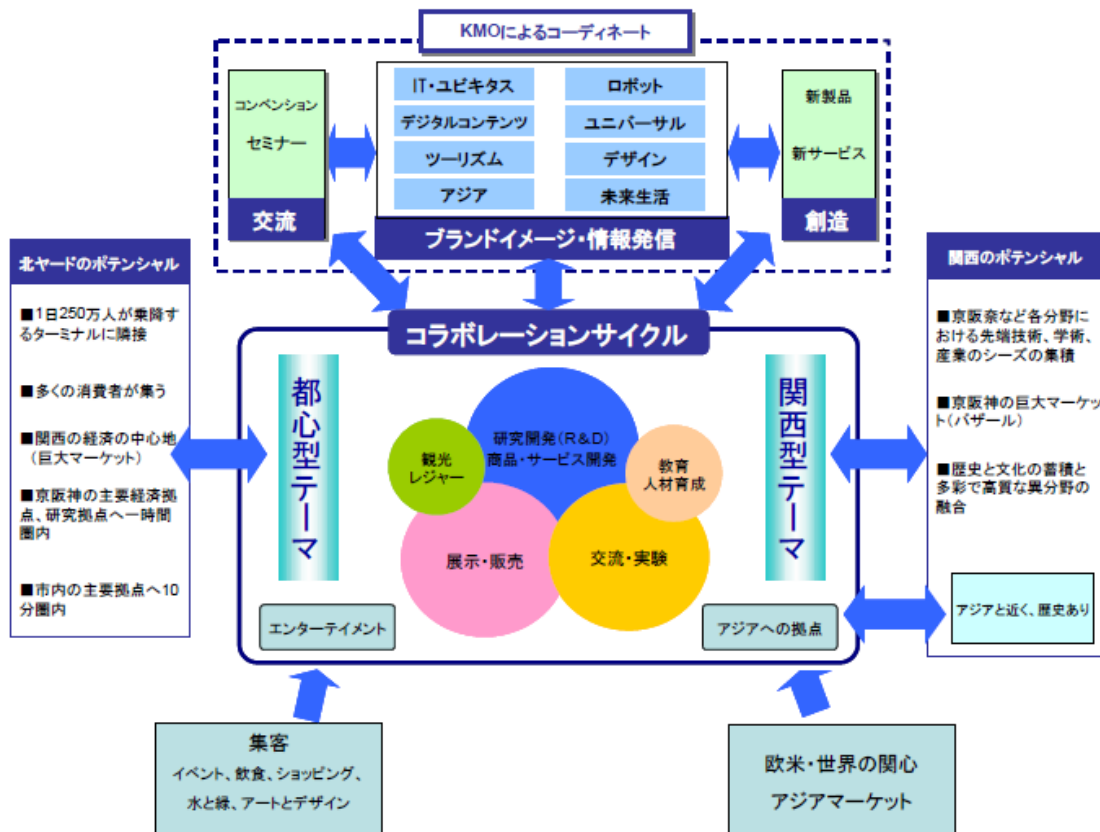 KMOによるコーディネート
コンベンション
セミナー
交流
IT・ユビキタス
ロボット
デジタルコンテンツ
ユニバーサル
ツーリズム
デザイン
アジア
未来生活
ブランドイメージ・情報発信
新製品
新サービス
創造
北ヤードのポテンシャル
■1日250万人が乗降す
るターミナルに隣接
■多くの消費者が集う
■関西の経済の中心地
(巨大マーケット)
■京阪神の主要経済拠
点、研究拠点へ一時間
圏内
■市内の主要拠点へ10
分圏内
コラボレーションサイクル
都心型テーマ
研究開発(R&D)
商品・サービス開発
観光
レジャー
教育
人材育成
展示・販売
交流・実験
関西型テーマ
エンターテイメント
アジアへの拠点
関西のポテンシャル
■京阪奈など各分野に
おける先端技術、学術、
産業のシーズの集積
■京阪神の巨大マーケッ
ト(バザール)
■歴史と文化の蓄積と
多彩で高質な異分野の
融合
アジアと近く、歴史あり
集客
イベント、飲食、ショッピング、
水と緑、アートとデザイン
欧米・世界の関心
アジアマーケット